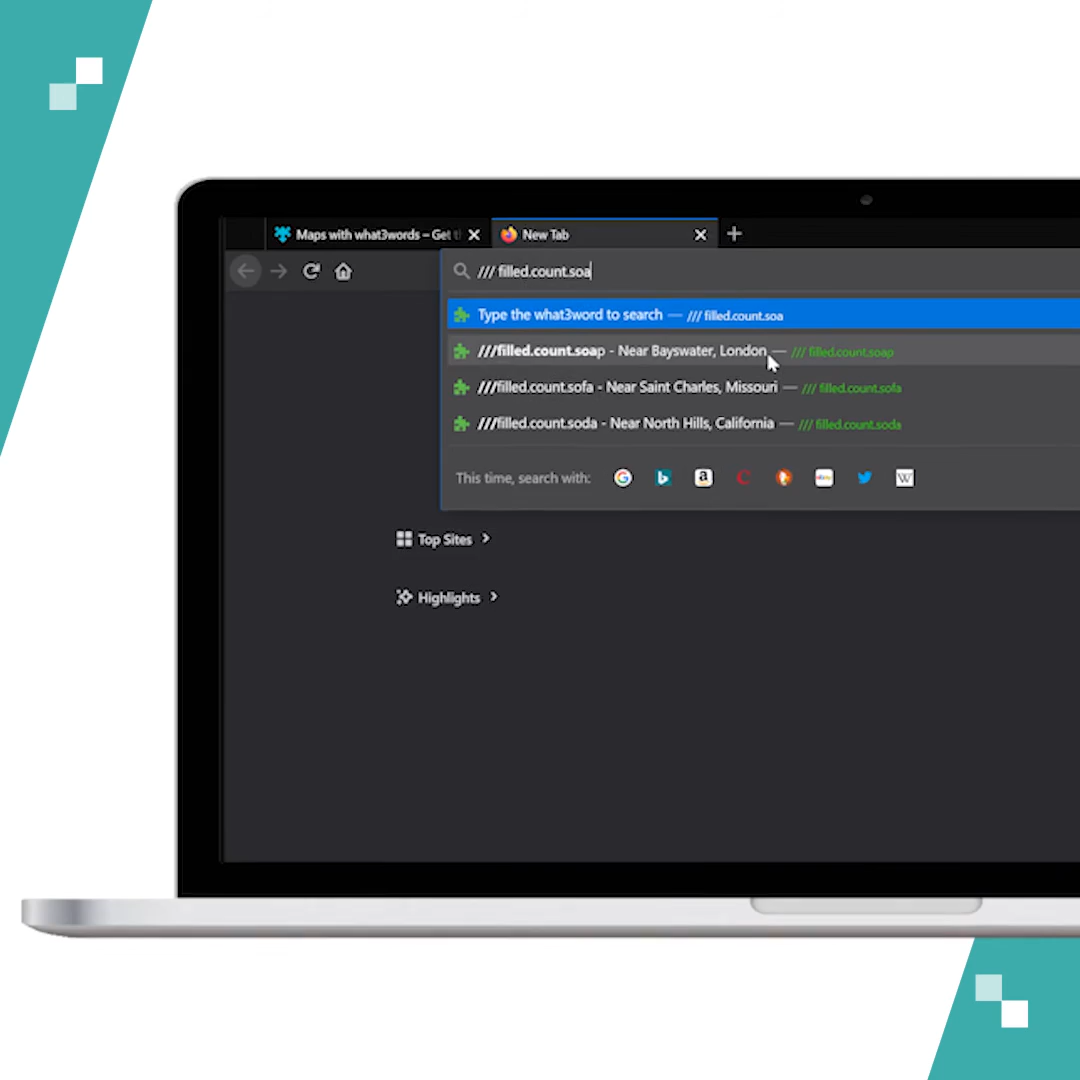 Maps with what3words – Get t
New Tab
/// filled.count.soa
Type the what3word to search — /// filled.count.soa
///filled.count.soap - Near Bayswater, London — /// filled.count.soap
///filled.count.sofa - Near Saint Charles, Missouri — /// filled.count.sofa
///filled.count.soda - Near North Hills, California — /// filled.count.soda
This time, search with:
Top Sites
Highlights